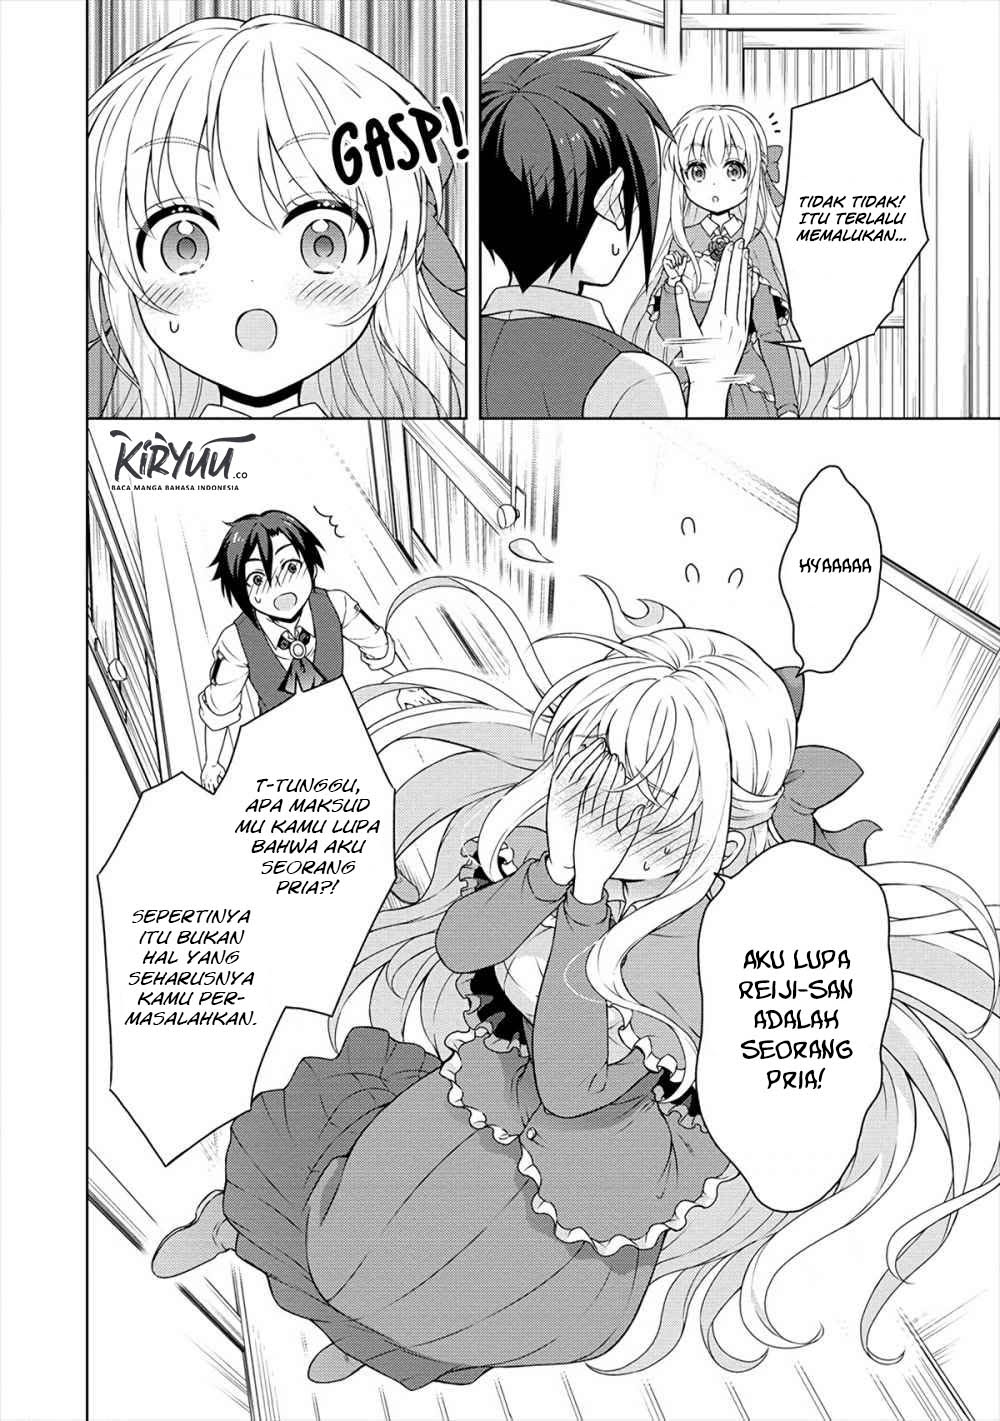 TIDAK TIDAK!
ITU TERLALU
MEMALUKAN...
GASP!
KIRYUU.CO
BACA MANGA BAHASA INDONESIA
HYAAAAA
AKU LUPA
REIJI-SAN
ADALAH
SEORANG
PRIA!
T-TUNGGU,
APA MAKSUD
MU KAMU LUPA
BAHWA AKU
SEORANG
PRIA?!
SEPERTINYA
ITU BUKAN
HAL YANG
SEHARUSNYA
KAMU PER-
MASALAHKAN.